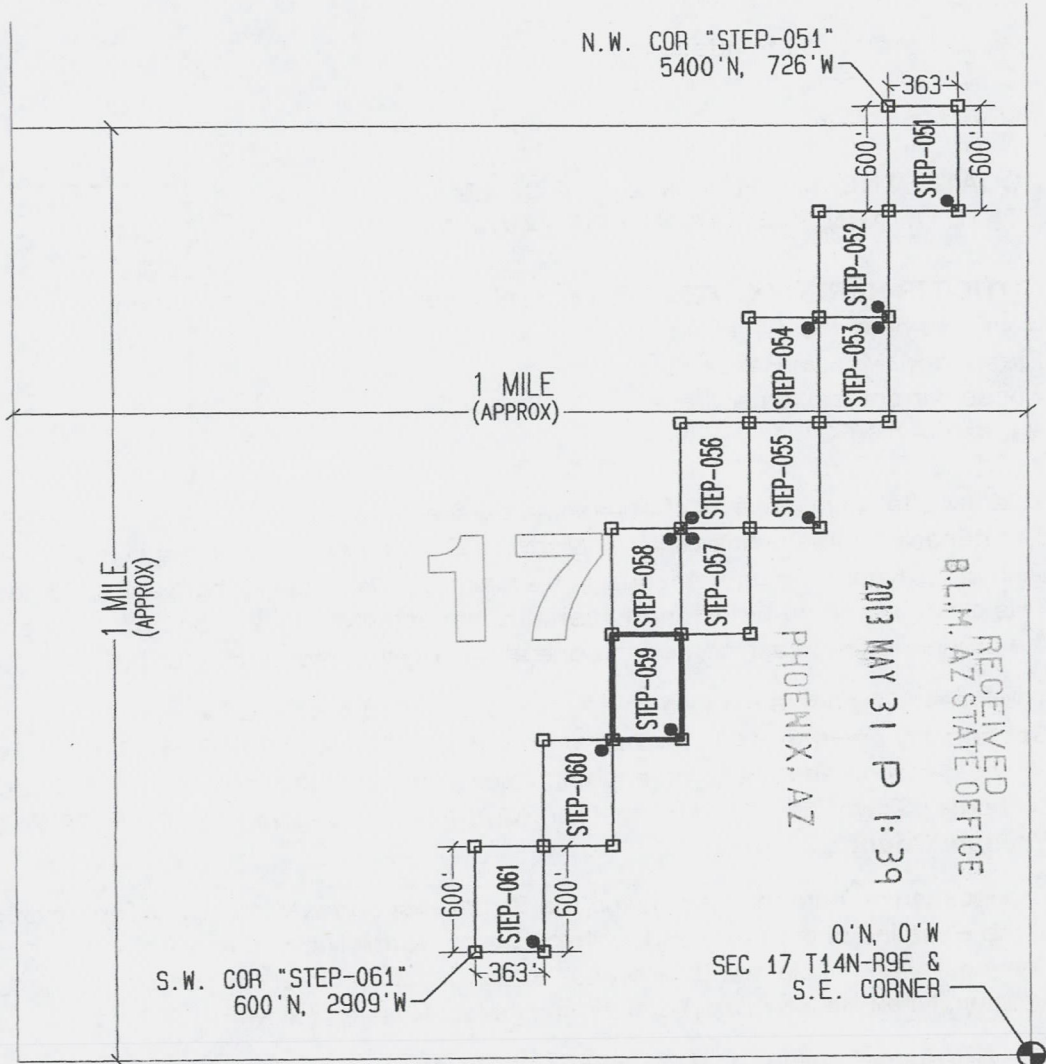 N.W. COR "STEP-051"
5400'N, 726'W
363'
600'
STEP-051
600'
STEP-052
STEP-054
STEP-053
1 MILE
(APPROX)
STEP-056
STEP-055
17
STEP-058
STEP-057
1 MILE
(APPROX)
STEP-059
RECEIVED
B.L.M. AZ STATE OFFICE
2013 MAY 31 P 1:39
PHOENIX, AZ
STEP-060
600'
STEP-061
600'
363'
S.W. COR "STEP-061"
600'N, 2909'W
0'N, 0'W
SEC 17 T14N-R9E &
S.E. CORNER